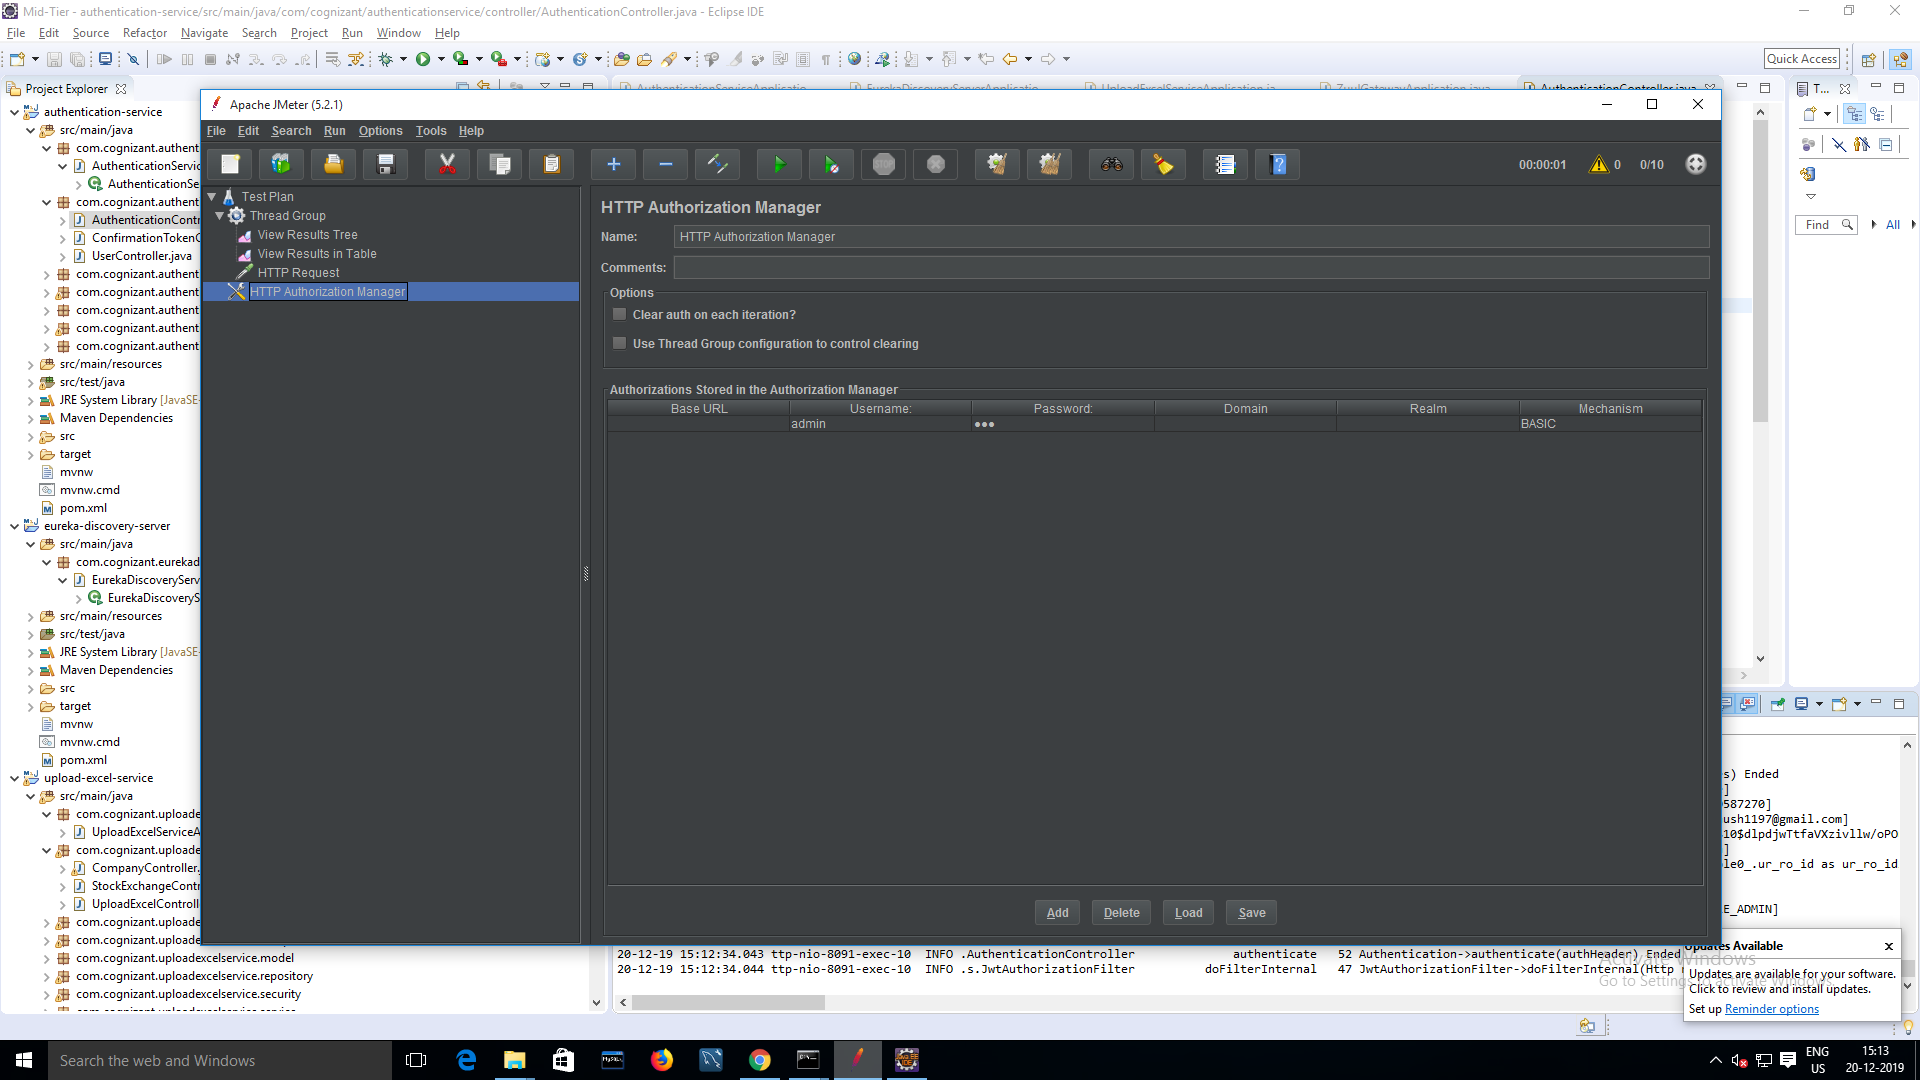 Mid-Tier - authentication-service/src/main/java/com/cognizant/authenticationservice/controller/AuthenticationController.java - Eclipse IDE
File Edit Source Refactor Navigate Search Project Run Window Help
Quick Access
Project Explorer
authentication-service
src/main/java
com.cognizant.authent
AuthenticationServic
AuthenticationSe
com.cognizant.authent
AuthenticationContr
ConfirmationTokenC
UserController.java
com.cognizant.authent
com.cognizant.authent
com.cognizant.authent
com.cognizant.authent
com.cognizant.authent
src/main/resources
src/test/java
JRE System Library [JavaSE-
Maven Dependencies
src
target
mvnw
mvnw.cmd
pom.xml
eureka-discovery-server
src/main/java
com.cognizant.eurekad
EurekaDiscoveryServ
EurekaDiscoveryS
src/main/resources
src/test/java
JRE System Library [JavaSE-
Maven Dependencies
src
target
mvnw
mvnw.cmd
pom.xml
upload-excel-service
src/main/java
com.cognizant.uploade
UploadExcelServiceA
com.cognizant.uploade
CompanyController.
StockExchangeContr
UploadExcelControll
com.cognizant.uploade
com.cognizant.uploade
com.cognizant.uploadexcelservice.model
com.cognizant.uploadexcelservice.repository
com.cognizant.uploadexcelservice.security
Apache JMeter (5.2.1)
File Edit Search Run Options Tools Help
00:00:01 0 0/10
Test Plan
Thread Group
View Results Tree
View Results in Table
HTTP Request
HTTP Authorization Manager
HTTP Authorization Manager
Name: HTTP Authorization Manager
Comments:
Options
Clear auth on each iteration?
Use Thread Group configuration to control clearing
Authorizations Stored in the Authorization Manager
Base URL Username: Password: Domain Realm Mechanism
admin ●●● BASIC
Add Delete Load Save
T...
Find All
s) Ended
]
9587270]
ush1197@gmail.com]
$10$dlpdjwTtfaVXzivllw/oPO
]
le0_.ur_ro_id as ur_ro_id
E_ADMIN]
20-12-19 15:12:34.043 ttp-nio-8091-exec-10 INFO .AuthenticationController authenticate 52 Authentication->authenticate(authHeader) Ended
20-12-19 15:12:34.044 ttp-nio-8091-exec-10 INFO .s.JwtAuthorizationFilter doFilterInternal 47 JwtAuthorizationFilter->doFilterInternal(Http
Updates Available
Updates are available for your software.
Click to review and install updates.
Set up Reminder options
Activate Windows
Go to Settings to activate Windows.
Search the web and Windows
ENG
US
15:13
20-12-2019